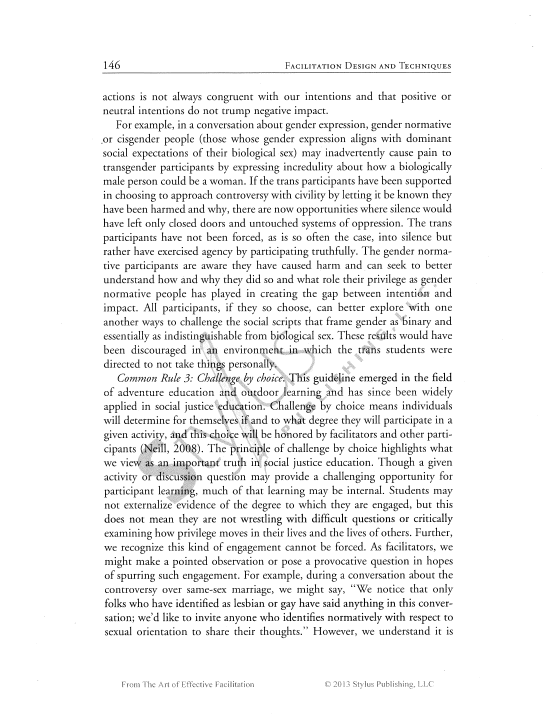 146
FACILITATION DESIGN AND TECHNIQUES
actions is not always congruent with our intentions and that positive or
neutral intentions do not trump negative impact.
For example, in a conversation about gender expression, gender normative
or cisgender people (those whose gender expression aligns with dominant
social expectations of their biological sex) may inadvertently cause pain to
transgender participants by expressing incredulity about how a biologically
male person could be a woman. If the trans participants have been supported
in choosing to approach controversy with civility by letting it be known they
have been harmed and why, there are now opportunities where silence would
have left only closed doors and untouched systems of oppression. The trans
participants have not been forced, as is so often the case, into silence but
rather have exercised agency by participating truthfully. The gender norma-
tive participants are aware they have caused harm and can seek to better
understand how and why they did so and what role their privilege as gender
normative people has played in creating the gap between intention and
impact. All participants, if they so choose, can better explore with one
another ways to challenge the social scripts that frame gender as binary and
essentially as indistinguishable from biological sex. These results would have
been discouraged in an environment in which the trans students were
directed to not take things personally.
Common Rule 3: Challenge by choice. This guideline emerged in the field
of adventure education and outdoor learning and has since been widely
applied in social justice education. Challenge by choice means individuals
will determine for themselves if and to what degree they will participate in a
given activity, and this choice will be honored by facilitators and other parti-
cipants (Neill, 2008). The principle of challenge by choice highlights what
we view as an important truth in social justice education. Though a given
activity or discussion question may provide a challenging opportunity for
participant learning, much of that learning may be internal. Students may
not externalize evidence of the degree to which they are engaged, but this
does not mean they are not wrestling with difficult questions or critically
examining how privilege moves in their lives and the lives of others. Further,
we recognize this kind of engagement cannot be forced. As facilitators, we
might make a pointed observation or pose a provocative question in hopes
of spurring such engagement. For example, during a conversation about the
controversy over same-sex marriage, we might say, "We notice that only
folks who have identified as lesbian or gay have said anything in this conver-
sation; we'd like to invite anyone who identifies normatively with respect to
sexual orientation to share their thoughts." However, we understand it is
From The Art of Effective Facilitation
© 2013 Stylus Publishing, LLC